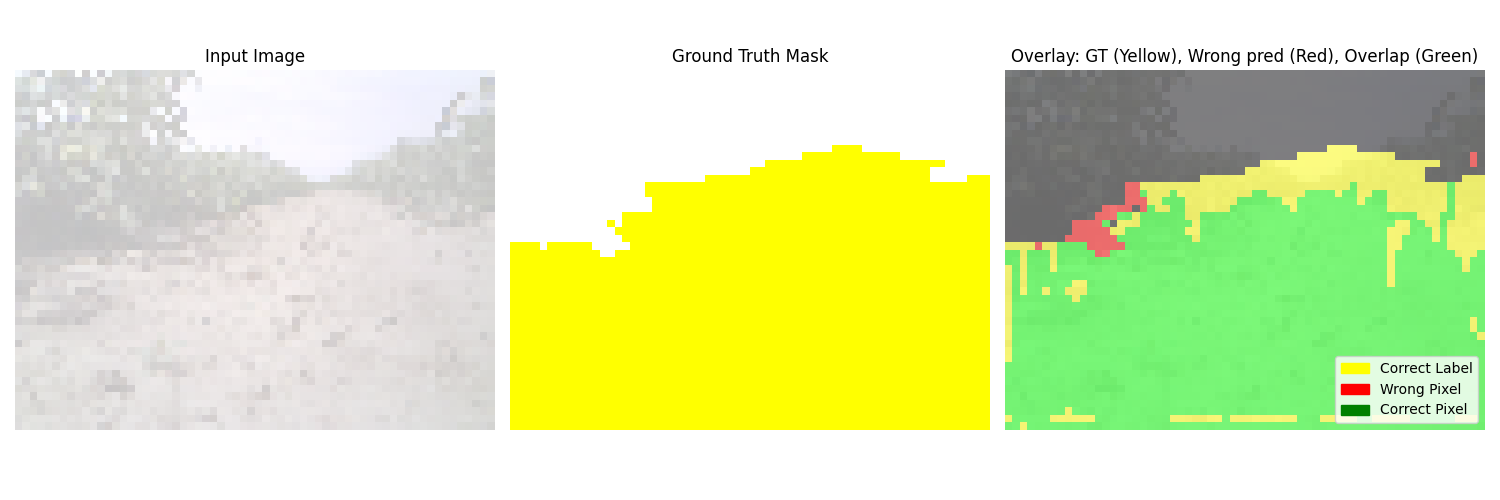 Input Image
Ground Truth Mask
Overlay: GT (Yellow), Wrong pred (Red), Overlap (Green)
Correct Label
Wrong Pixel
Correct Pixel